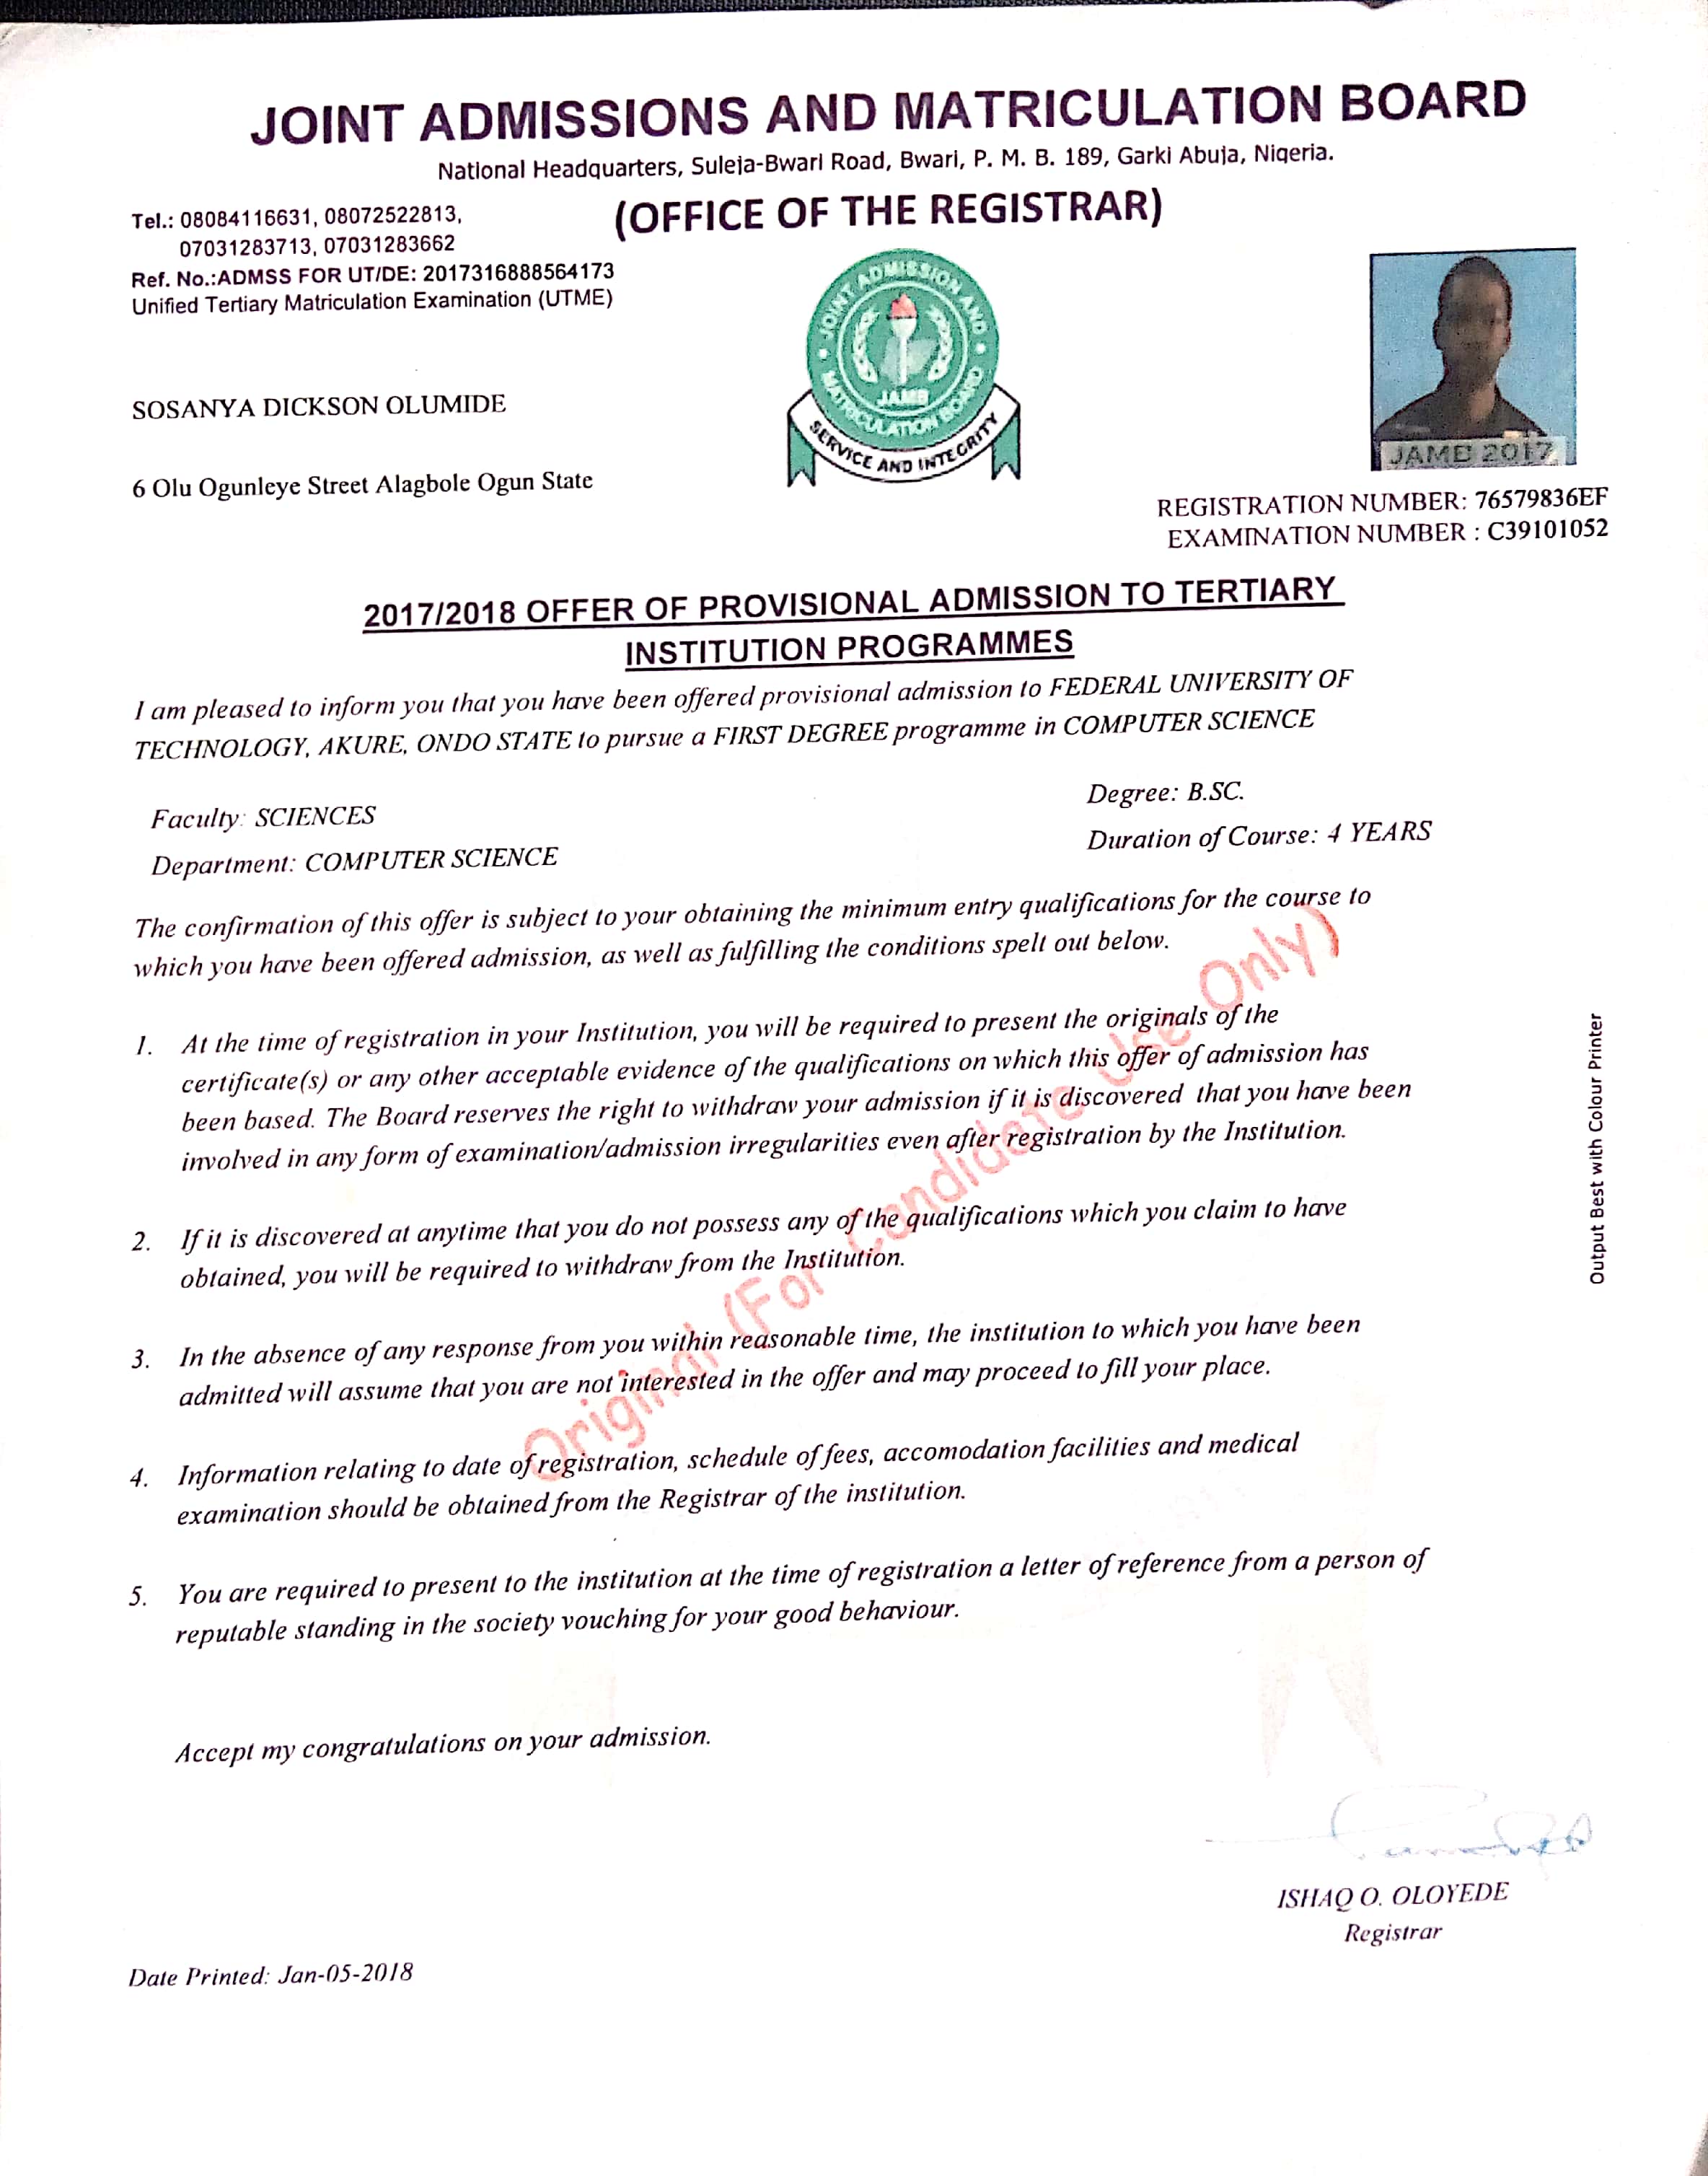 JOINT ADMISSIONS AND MATRICULATION BOARD
National Headquarters, Suleja-Bwari Road, Bwari, P. M. B. 189, Garki Abuja, Nigeria.
(OFFICE OF THE REGISTRAR)
Tel.: 08084116631, 08072522813,
07031283713, 07031283662
Ref. No.:ADMSS FOR UT/DE: 2017316888564173
Unified Tertiary Matriculation Examination (UTME)
JOINT ADMISSION AND
MATRICULATION BOARD
JAMB
SERVICE AND INTEGRITY
JAMB 2017
SOSANYA DICKSON OLUMIDE
6 Olu Ogunleye Street Alagbole Ogun State
REGISTRATION NUMBER: 76579836EF
EXAMINATION NUMBER : C39101052
2017/2018 OFFER OF PROVISIONAL ADMISSION TO TERTIARY
INSTITUTION PROGRAMMES
I am pleased to inform you that you have been offered provisional admission to FEDERAL UNIVERSITY OF
TECHNOLOGY, AKURE, ONDO STATE to pursue a FIRST DEGREE programme in COMPUTER SCIENCE
Faculty: SCIENCES
Degree: B.SC.
Department: COMPUTER SCIENCE
Duration of Course: 4 YEARS
The confirmation of this offer is subject to your obtaining the minimum entry qualifications for the course to
which you have been offered admission, as well as fulfilling the conditions spelt out below.
1. At the time of registration in your Institution, you will be required to present the originals of the
certificate(s) or any other acceptable evidence of the qualifications on which this offer of admission has
been based. The Board reserves the right to withdraw your admission if it is discovered that you have been
involved in any form of examination/admission irregularities even after registration by the Institution.
2. If it is discovered at anytime that you do not possess any of the qualifications which you claim to have
obtained, you will be required to withdraw from the Institution.
3. In the absence of any response from you within reasonable time, the institution to which you have been
admitted will assume that you are not interested in the offer and may proceed to fill your place.
4. Information relating to date of registration, schedule of fees, accomodation facilities and medical
examination should be obtained from the Registrar of the institution.
5. You are required to present to the institution at the time of registration a letter of reference from a person of
reputable standing in the society vouching for your good behaviour.
Original (For Candidate Use Only)
Output Best with Colour Printer
Accept my congratulations on your admission.
ISHAQ O. OLOYEDE
Registrar
Date Printed: Jan-05-2018